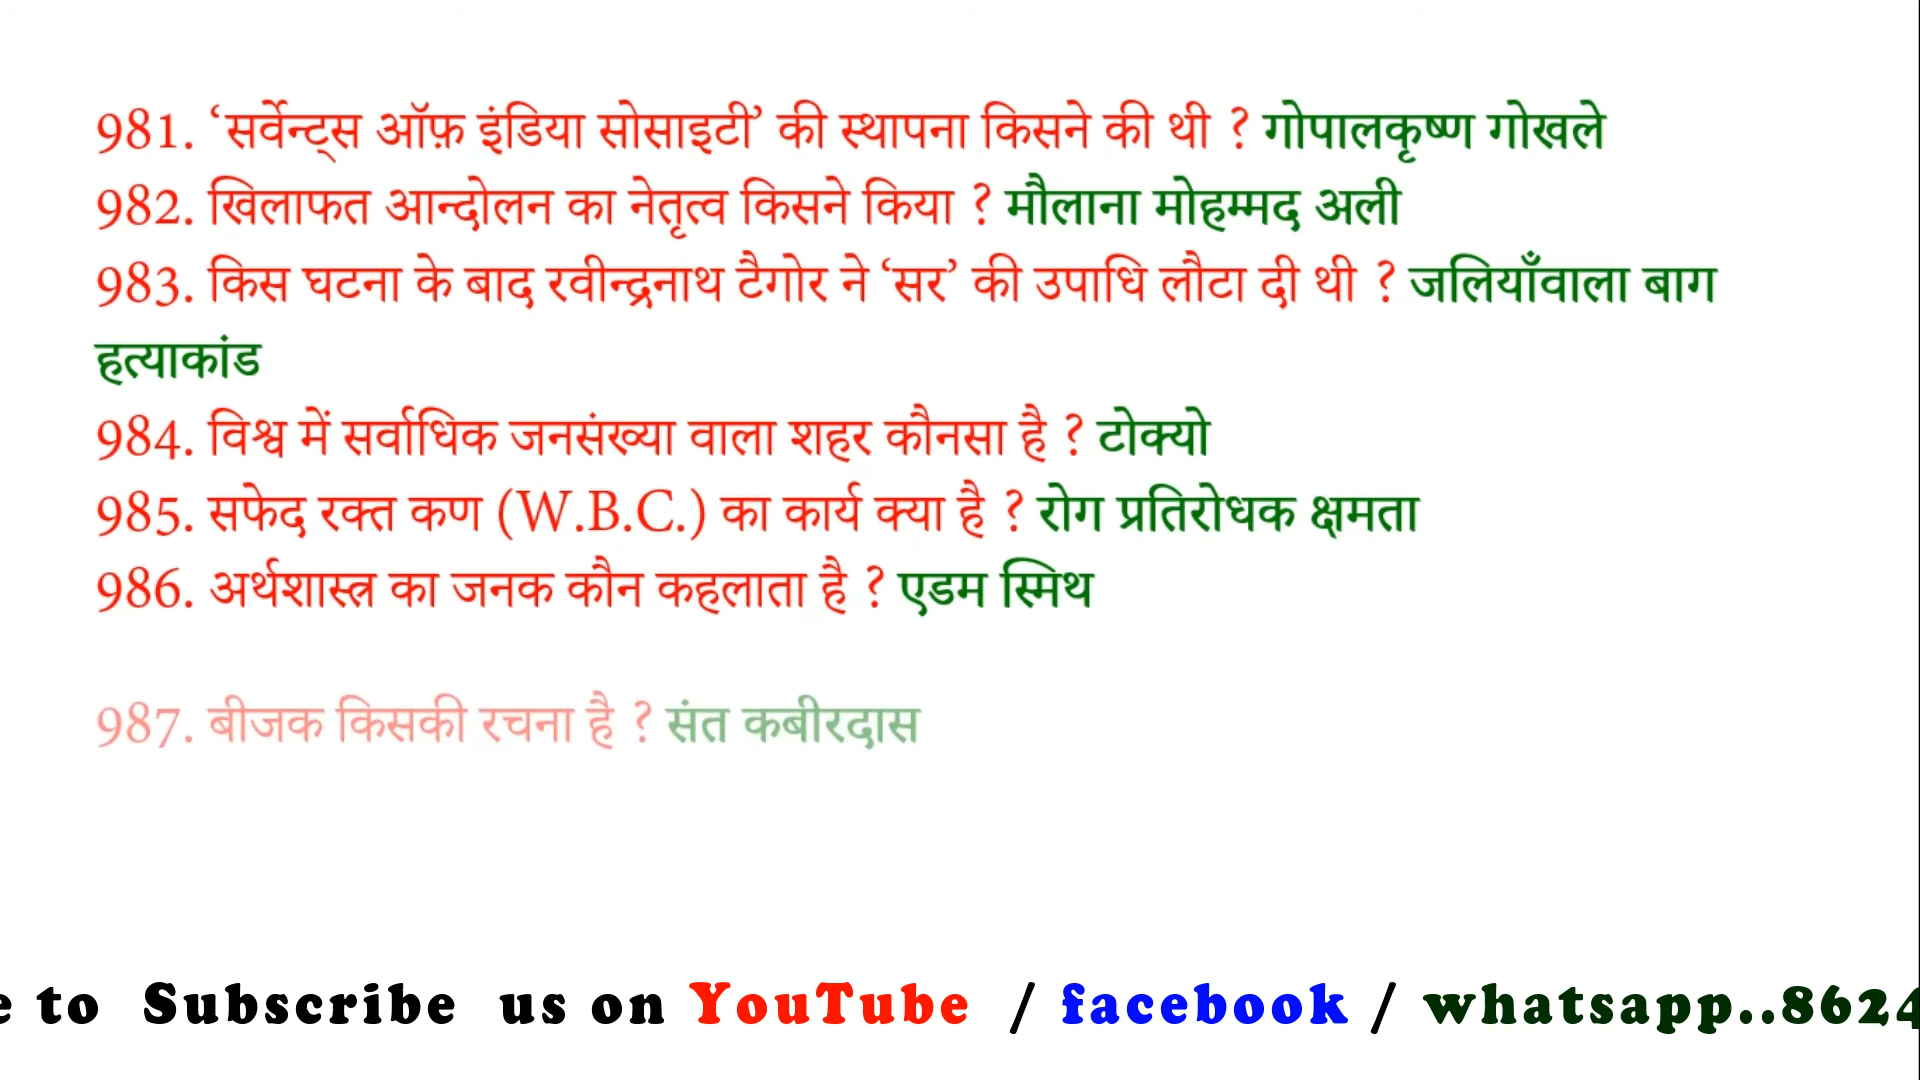 981. ‘सर्वेन्ट्स ऑफ़ इंडिया सोसाइटी’ की स्थापना किसने की थी ? गोपालकृष्ण गोखले
982. खिलाफत आन्दोलन का नेतृत्व किसने किया ? मौलाना मोहम्मद अली
983. किस घटना के बाद रवीन्द्रनाथ टैगोर ने ‘सर’ की उपाधि लौटा दी थी ? जलियाँवाला बाग
हत्याकांड
984. विश्व में सर्वाधिक जनसंख्या वाला शहर कौनसा है ? टोक्यो
985. सफेद रक्त कण (W.B.C.) का कार्य क्या है ? रोग प्रतिरोधक क्षमता
986. अर्थशास्त्र का जनक कौन कहलाता है ? एडम स्मिथ
987. बीजक किसकी रचना है ? संत कबीरदास
e to Subscribe us on YouTube / facebook / whatsapp..8624